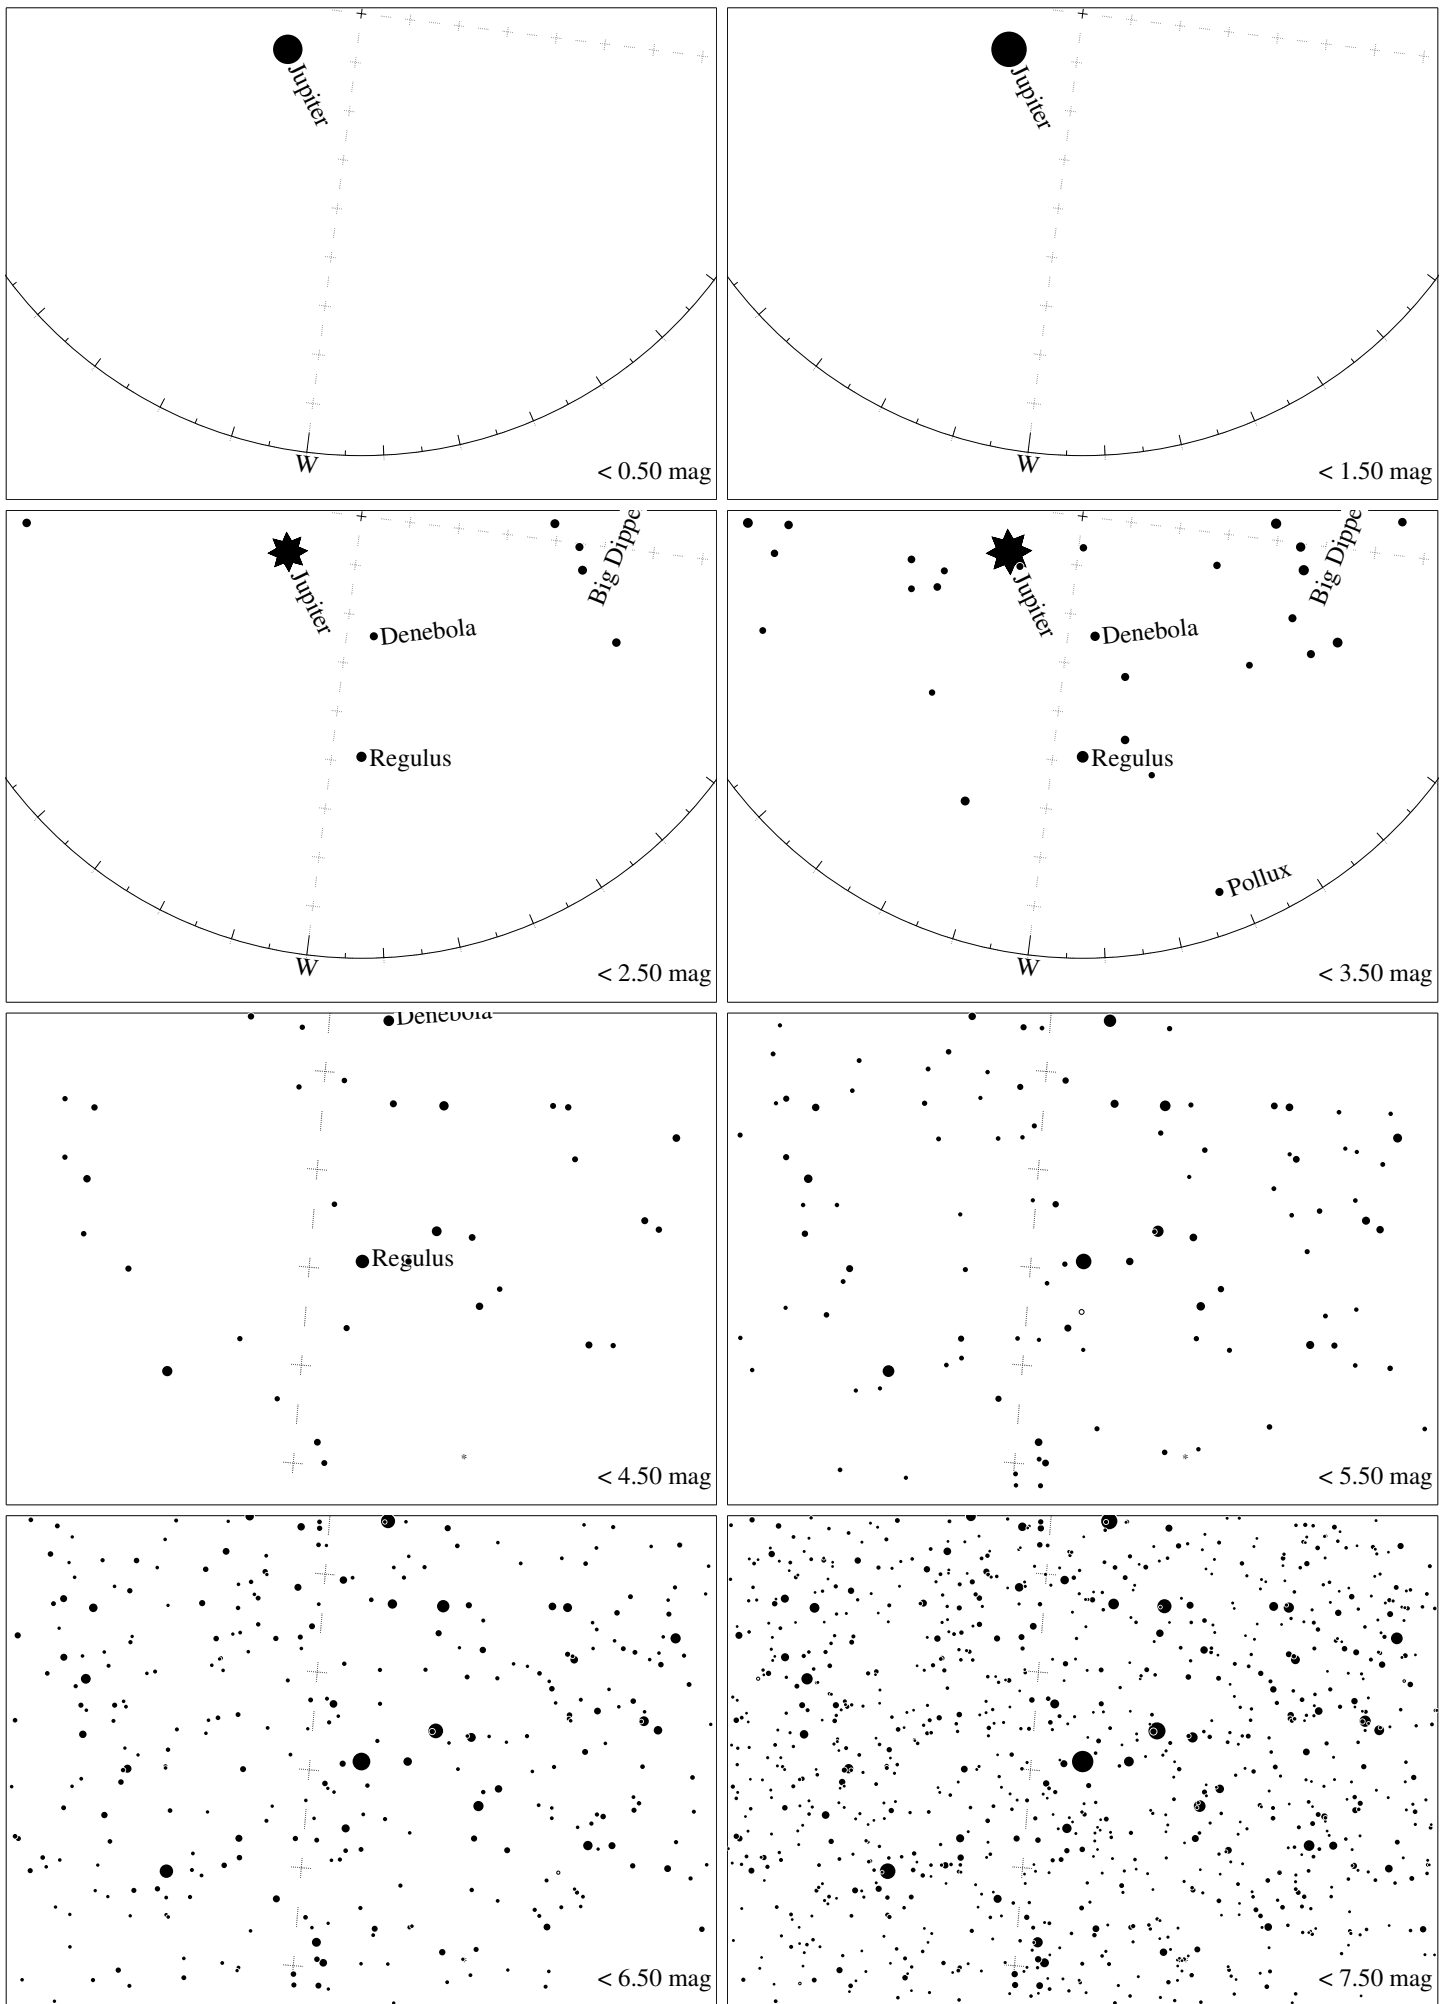 Jupiter
W
< 0.50 mag
Jupiter
W
< 1.50 mag
Big Dippe
Jupiter
Denebola
Regulus
W
< 2.50 mag
Big Dippe
Jupiter
Denebola
Regulus
Pollux
W
< 3.50 mag
Denebola
Regulus
< 4.50 mag
< 5.50 mag
< 6.50 mag
< 7.50 mag